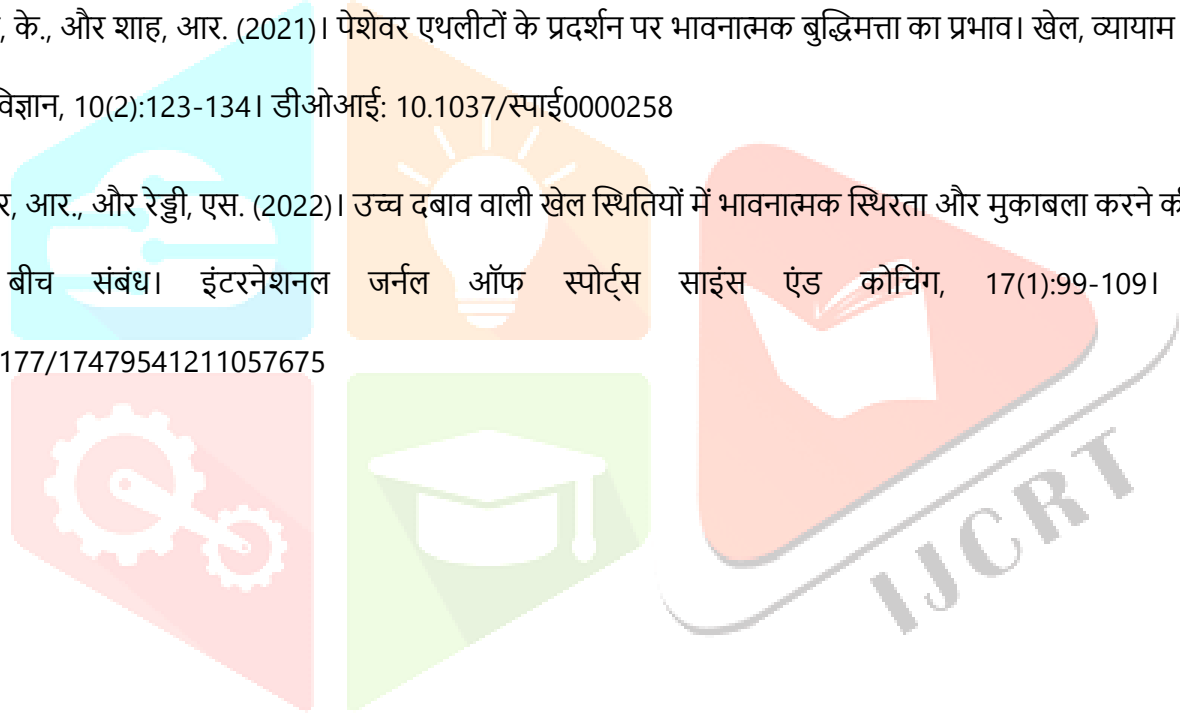 , के., और शाह, आर. (2021)। पेशेवर एथलीटों के प्रदर्शन पर भावनात्मक बुद्धिमत्ता का प्रभाव। खेल, व्यायाम
विज्ञान, 10(2):123-134। डीओआई: 10.1037/स्पाई0000258
र, आर., और रेड्डी, एस. (2022)। उच्च दबाव वाली खेल स्थितियों में भावनात्मक स्थिरता और मुकाबला करने की
बीच संबंध। इंटरनेशनल जर्नल ऑफ स्पोर्ट्स साइंस एंड कोचिंग, 17(1):99-109।
177/17479541211057675
IJCRT